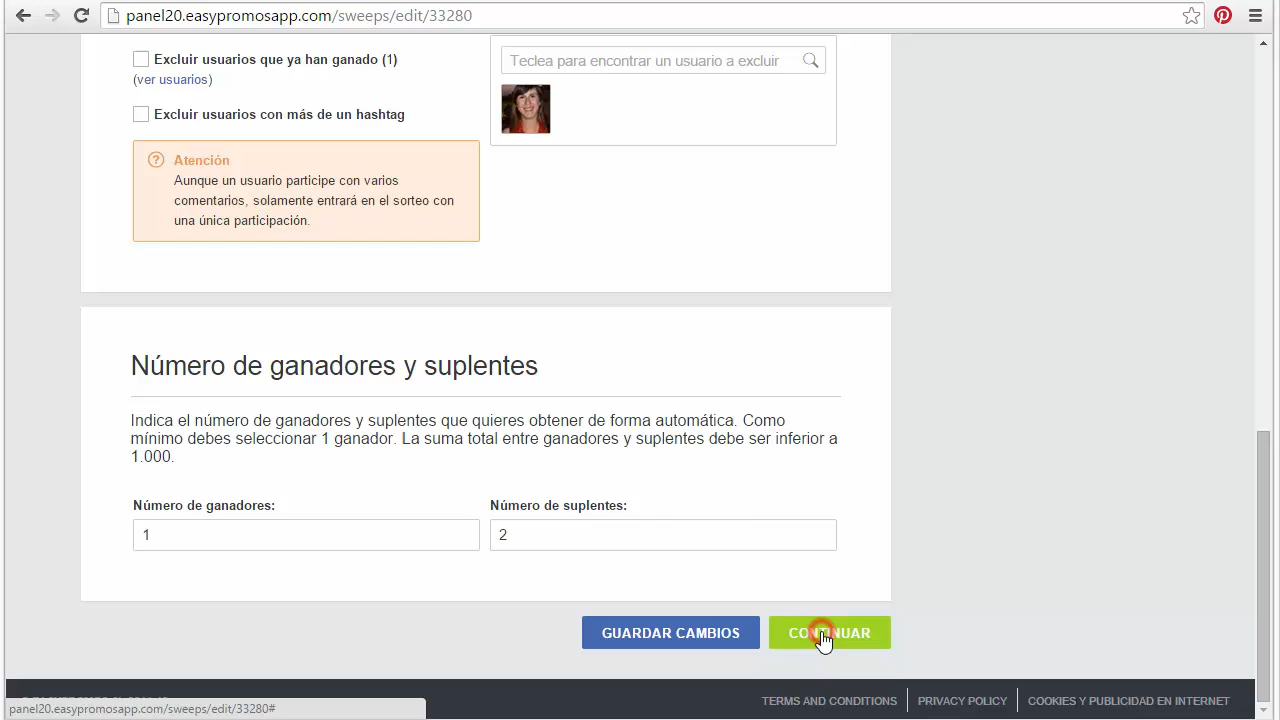 panel20.easypromosapp.com/sweeps/edit/33280
Excluir usuarios que ya han ganado (1)
(ver usuarios)
Excluir usuarios con más de un hashtag
Teclea para encontrar un usuario a excluir
Atención
Aunque un usuario participe con varios
comentarios, solamente entrará en el sorteo con
una única participación.
Número de ganadores y suplentes
Indica el número de ganadores y suplentes que quieres obtener de forma automática. Como
mínimo debes seleccionar 1 ganador. La suma total entre ganadores y suplentes debe ser inferior a
1.000.
Número de ganadores:
1
Número de suplentes:
2
GUARDAR CAMBIOS
CONTINUAR
TERMS AND CONDITIONS
PRIVACY POLICY
COOKIES Y PUBLICIDAD EN INTERNET
panel20.easypromosapp.com/sweeps/edit/33280#